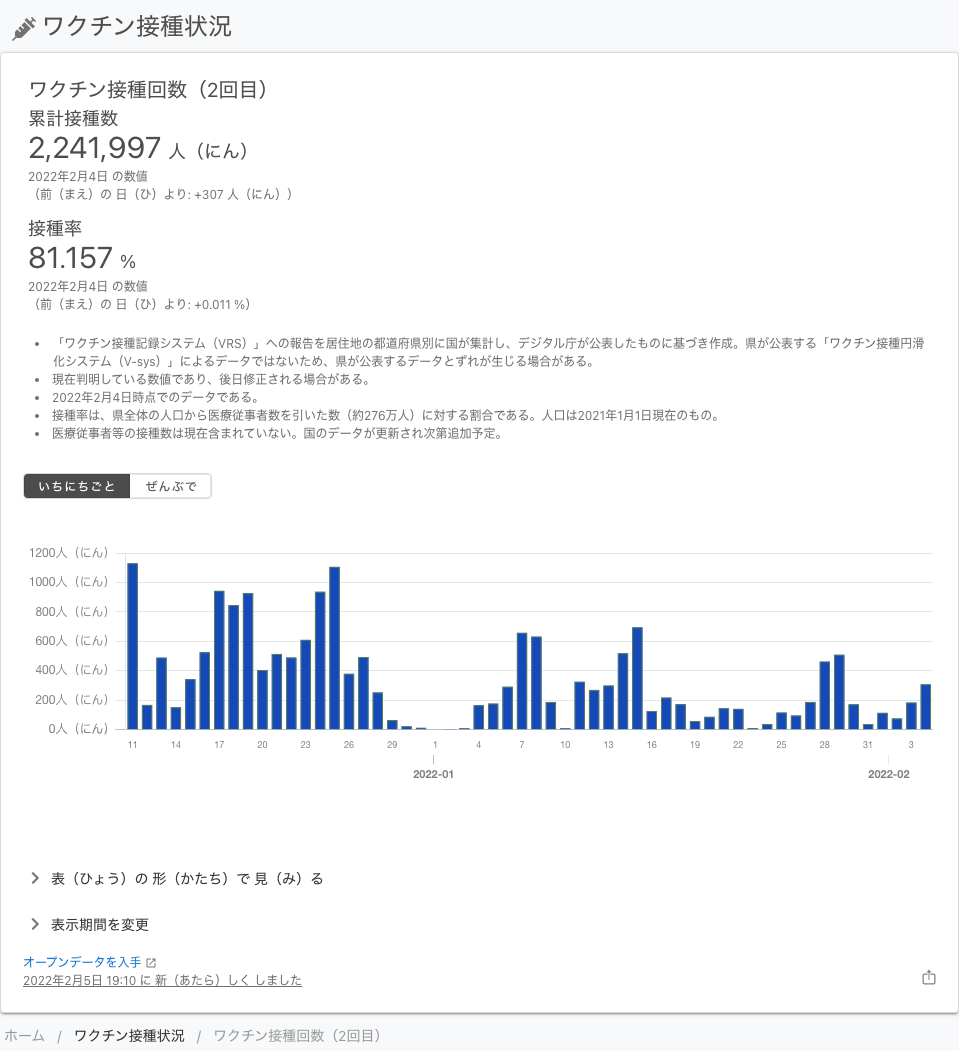 ワクチン接種状況
ワクチン接種回数（2回目）
累計接種数
2,241,997 人（にん）
2022年2月4日 の数値
（前（まえ）の 日（ひ）より: +307 人（にん））
接種率
81.157 %
2022年2月4日 の数値
（前（まえ）の 日（ひ）より: +0.011 %）
• 「ワクチン接種記録システム（VRS）」への報告を居住地の都道府県別に国が集計し、デジタル庁が公表したものに基づき作成。県が公表する「ワクチン接種円滑
化システム（V-sys）」によるデータではないため、県が公表するデータとずれが生じる場合がある。
• 現在判明している数値であり、後日修正される場合がある。
• 2022年2月4日時点でのデータである。
• 接種率は、県全体の人口から医療従事者数を引いた数（約276万人）に対する割合である。人口は2021年1月1日現在のもの。
• 医療従事者等の接種数は現在含まれていない。国のデータが更新され次第追加予定。
いちにちごと ぜんぶで
1200人（にん）
1000人（にん）
800人（にん）
600人（にん）
400人（にん）
200人（にん）
0人（にん）
11 14 17 20 23 26 29 1 4 7 10 13 16 19 22 25 28 31 3
2022-01 2022-02
表（ひょう）の 形（かたち）で 見（み）る
表示期間を変更
オープンデータを入手
2022年2月5日 19:10 に 新（あたら）しく しました
ホーム / ワクチン接種状況 / ワクチン接種回数（2回目）